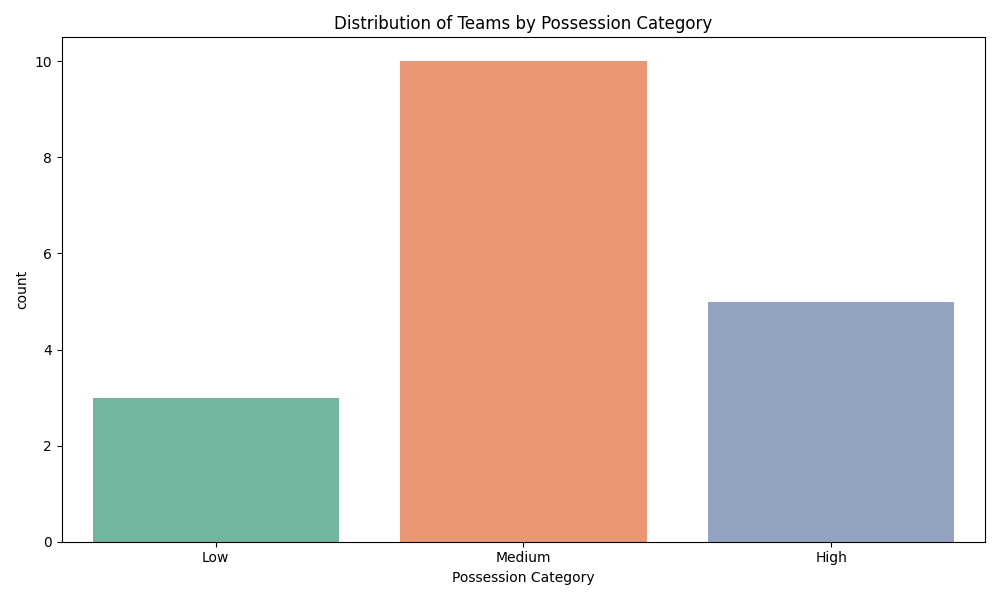 Distribution of Teams by Possession Category
10
8
6
4
2
0
count
Low
Medium
High
Possession Category